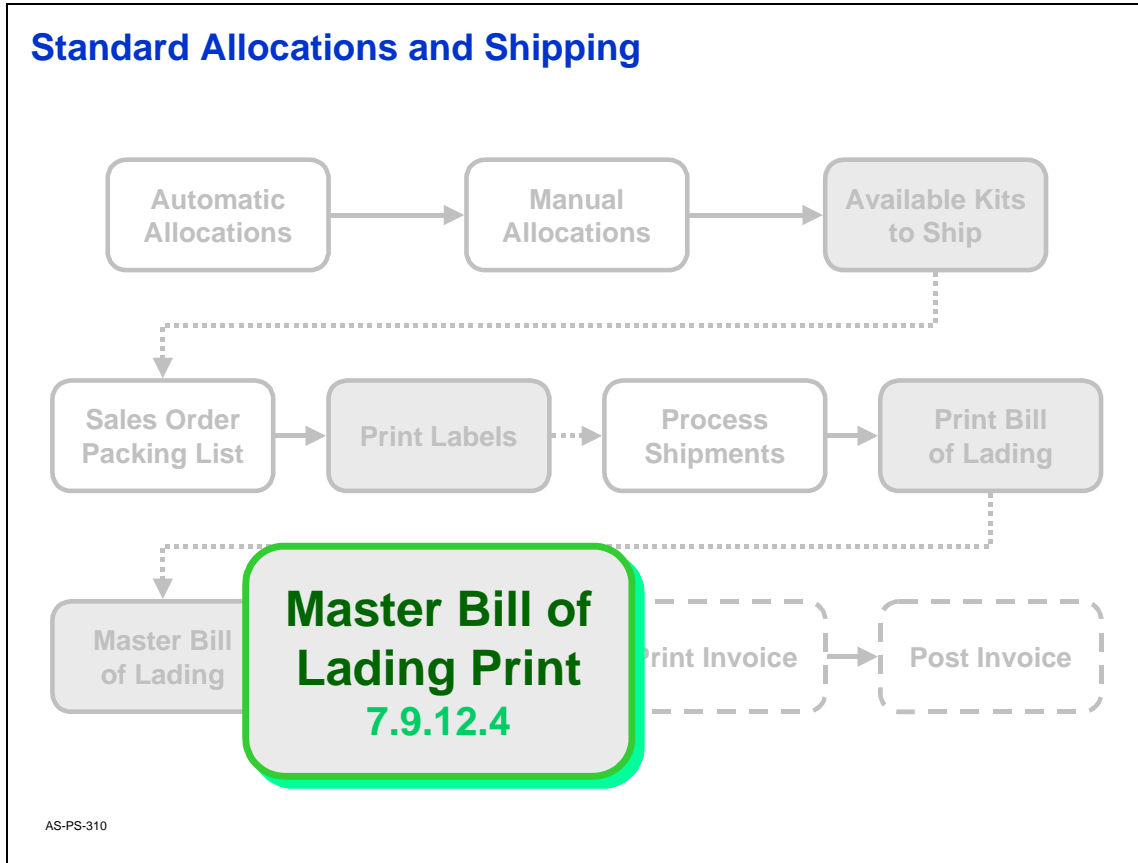 Standard Allocations and Shipping
Automatic
Allocations
Manual
Allocations
Available Kits
to Ship
Sales Order
Packing List
Print Labels
Process
Shipments
Print Bill
of Lading
Master Bill
of Lading
Master Bill of
Lading Print
7.9.12.4
Print Invoice
Post Invoice
AS-PS-310